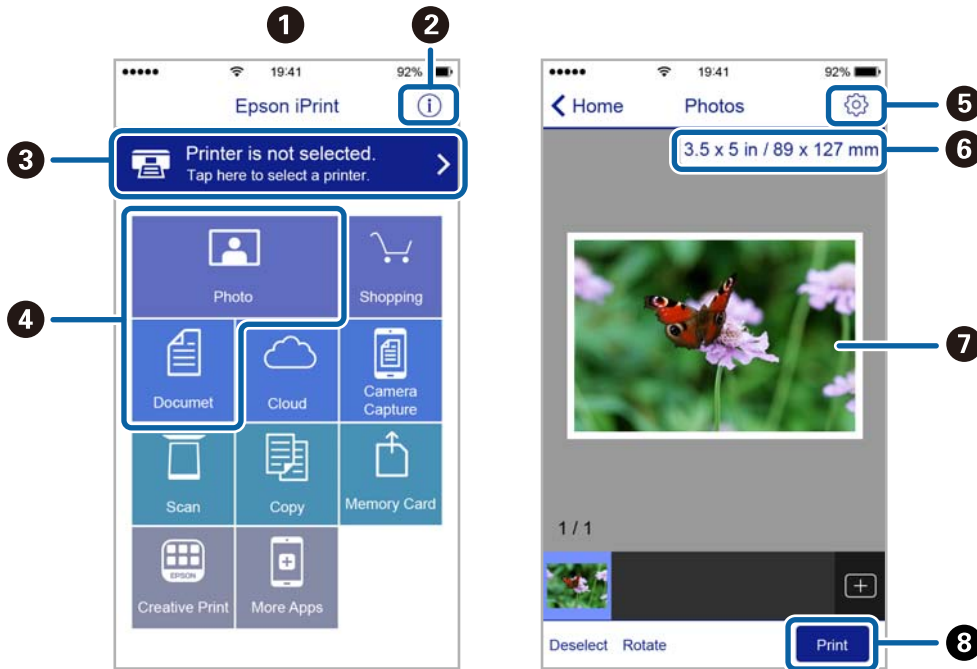 1
2
19:41
92%
Epson iPrint
3
Printer is not selected.
Tap here to select a printer.
4
Photo
Shopping
Documet
Cloud
Camera
Capture
Scan
Copy
Memory Card
EPSON
Creative Print
More Apps
19:41
92%
Home
Photos
5
3.5 x 5 in / 89 x 127 mm
6
7
1 / 1
Deselect
Rotate
Print
8